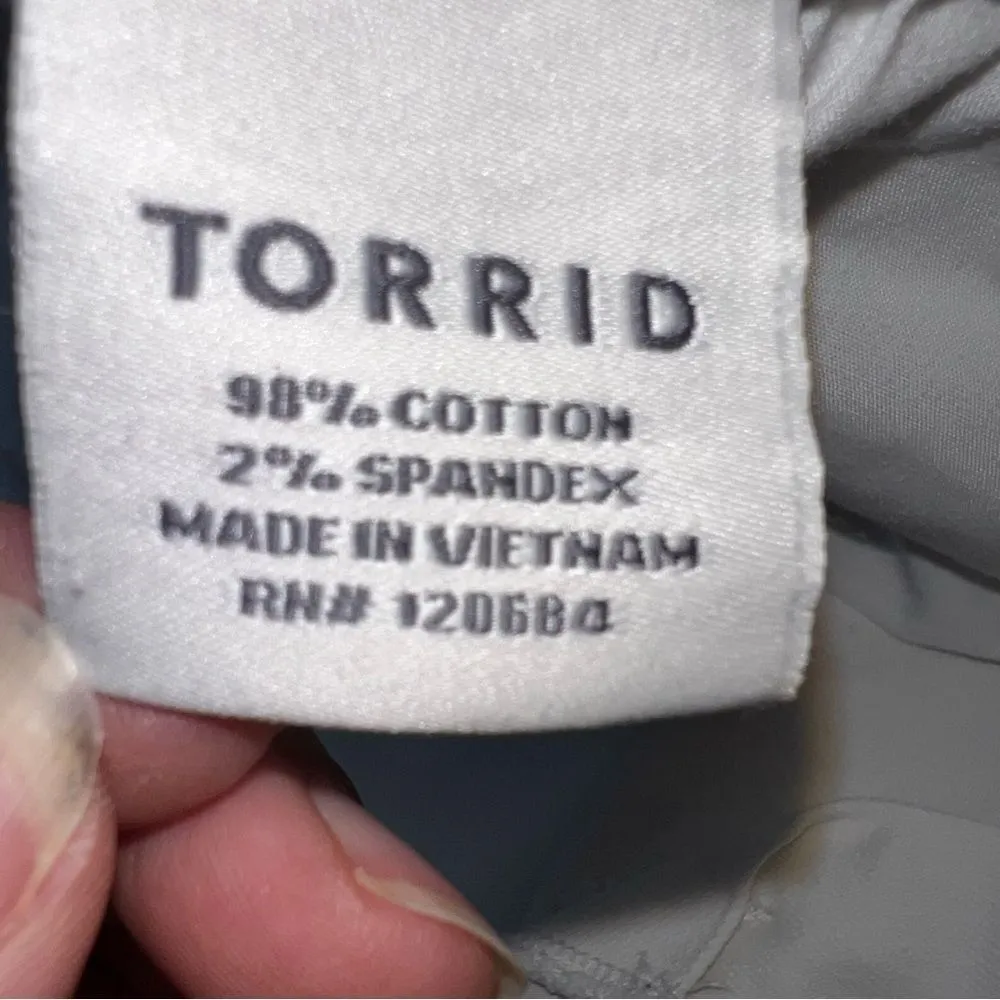 TORRID
98% COTTON
2% SPANDEX
MADE IN VIETNAM
RN# 120684